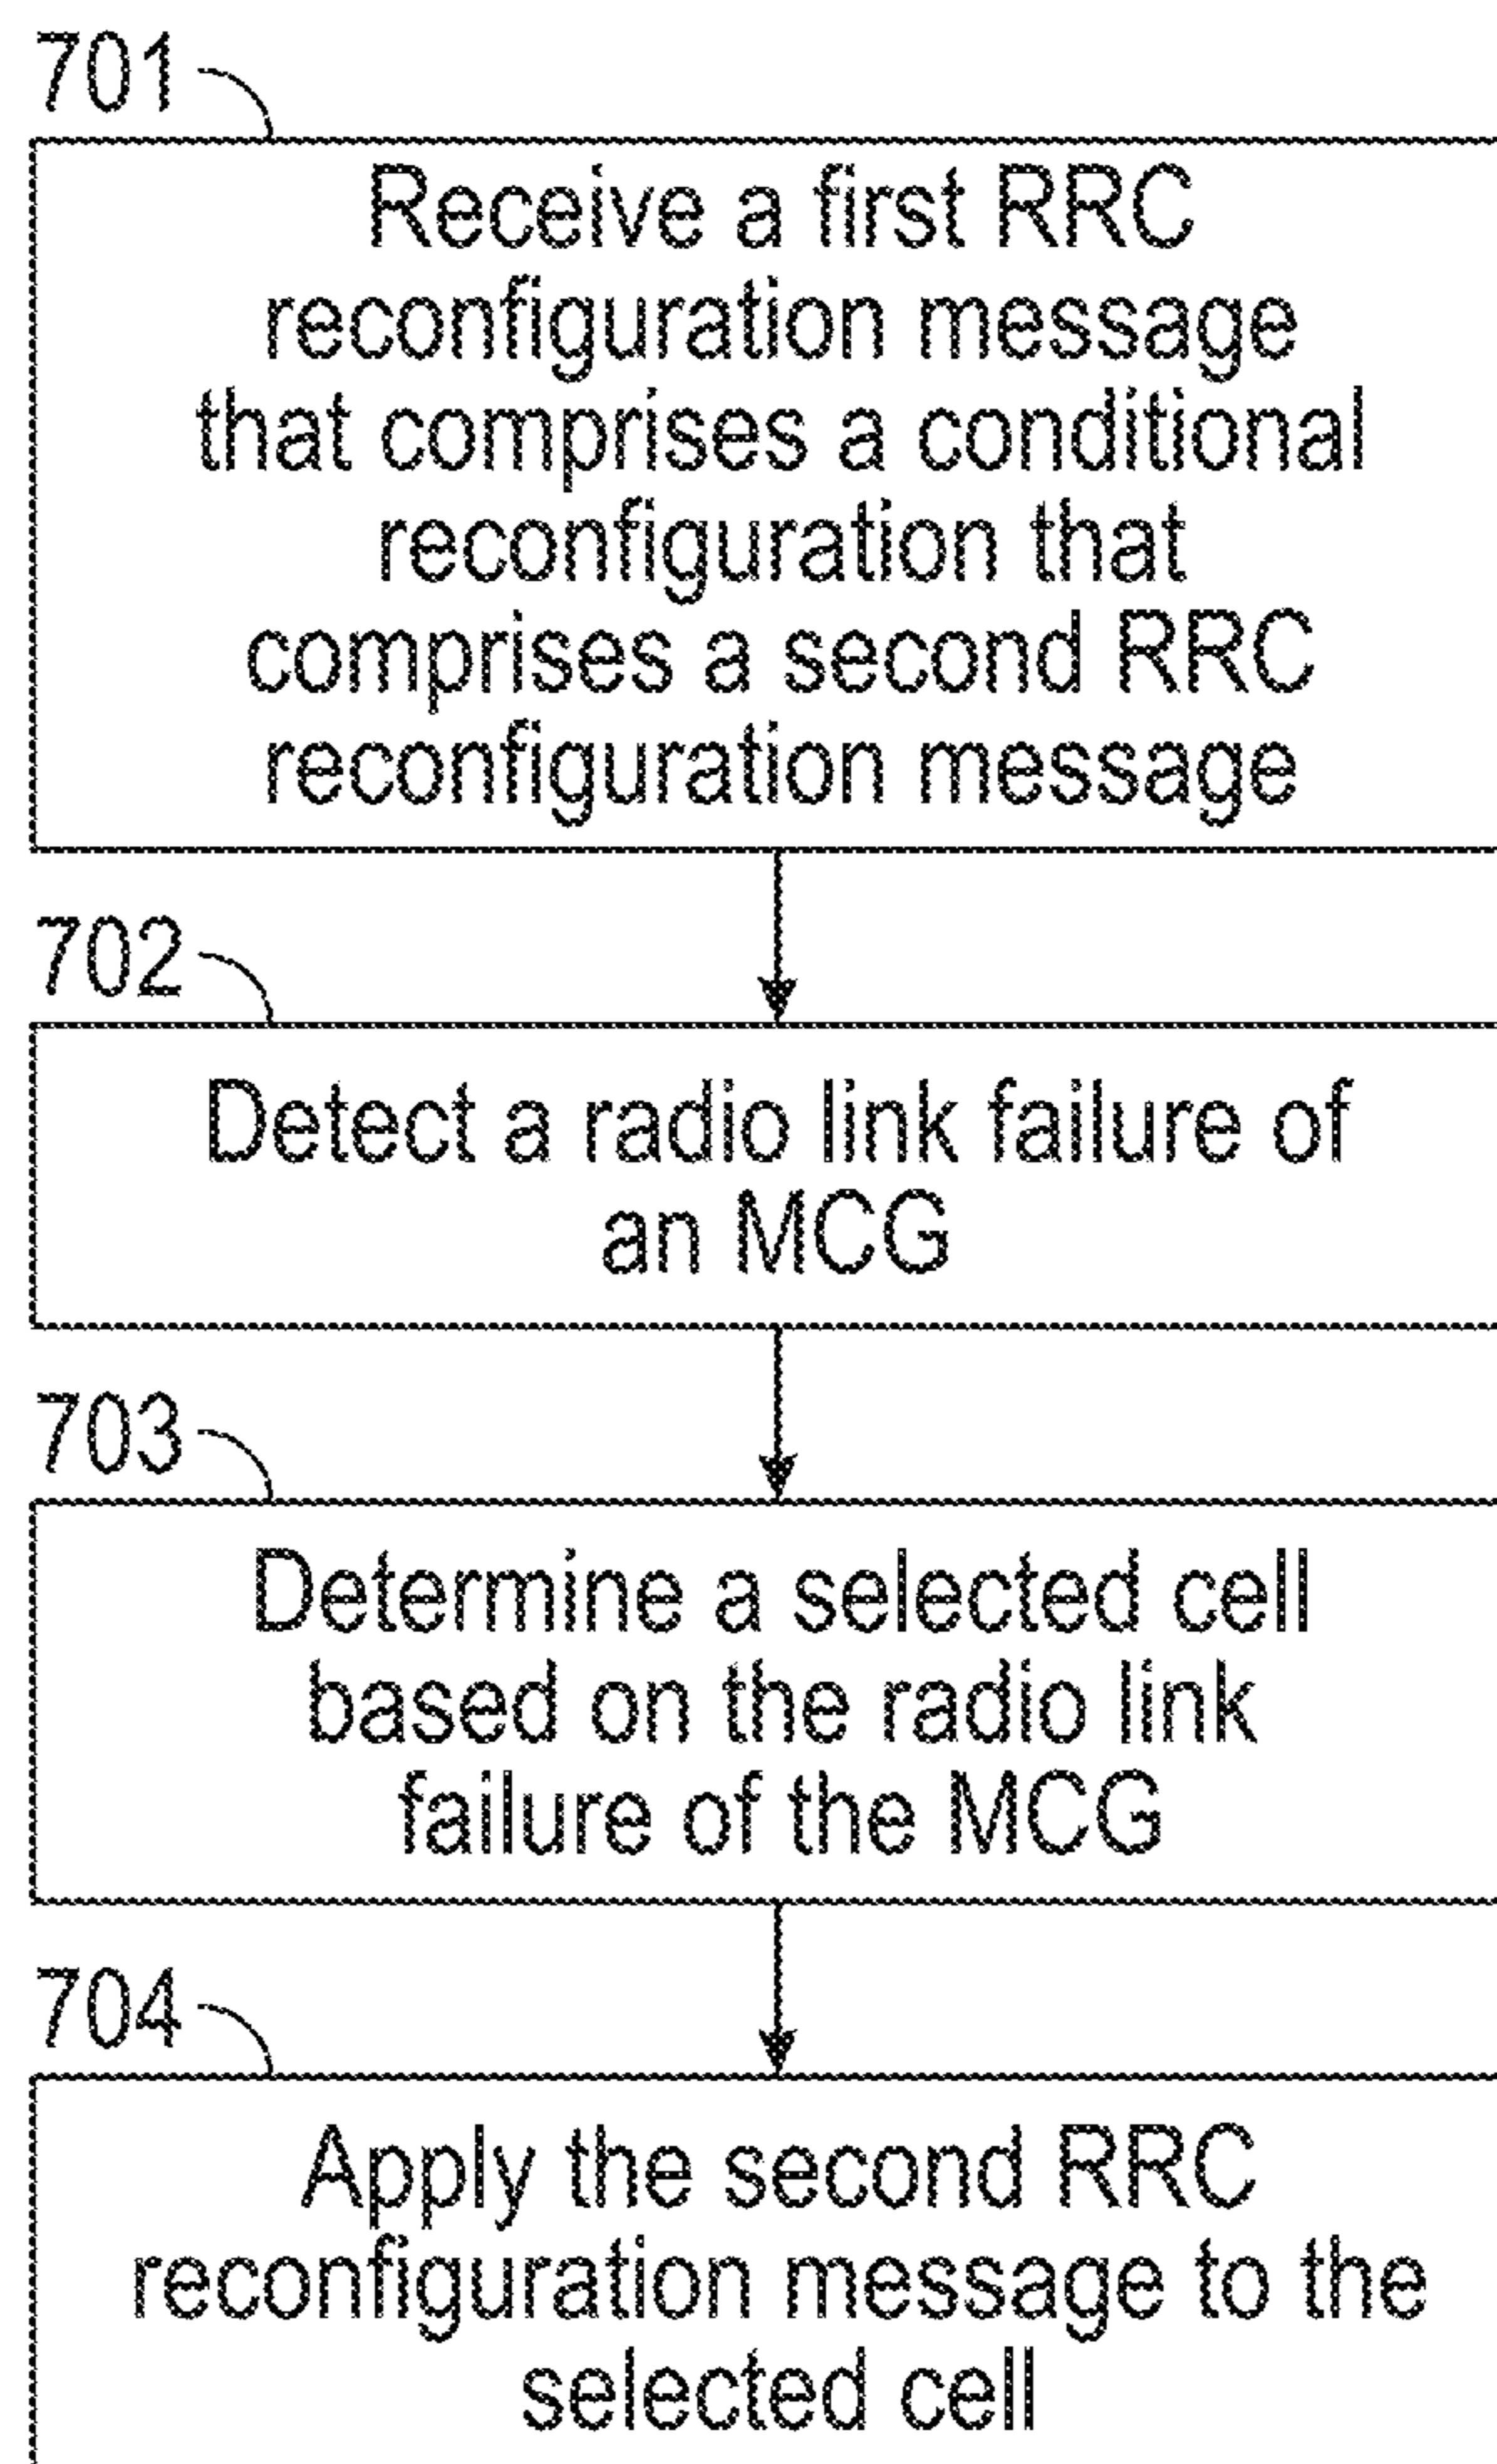 701
Receive a first RRC
reconfiguration message
that comprises a conditional
reconfiguration that
comprises a second RRC
reconfiguration message
702
Detect a radio link failure of
an MCG
703
Determine a selected cell
based on the radio link
failure of the MCG
704
Apply the second RRC
reconfiguration message to the
selected cell